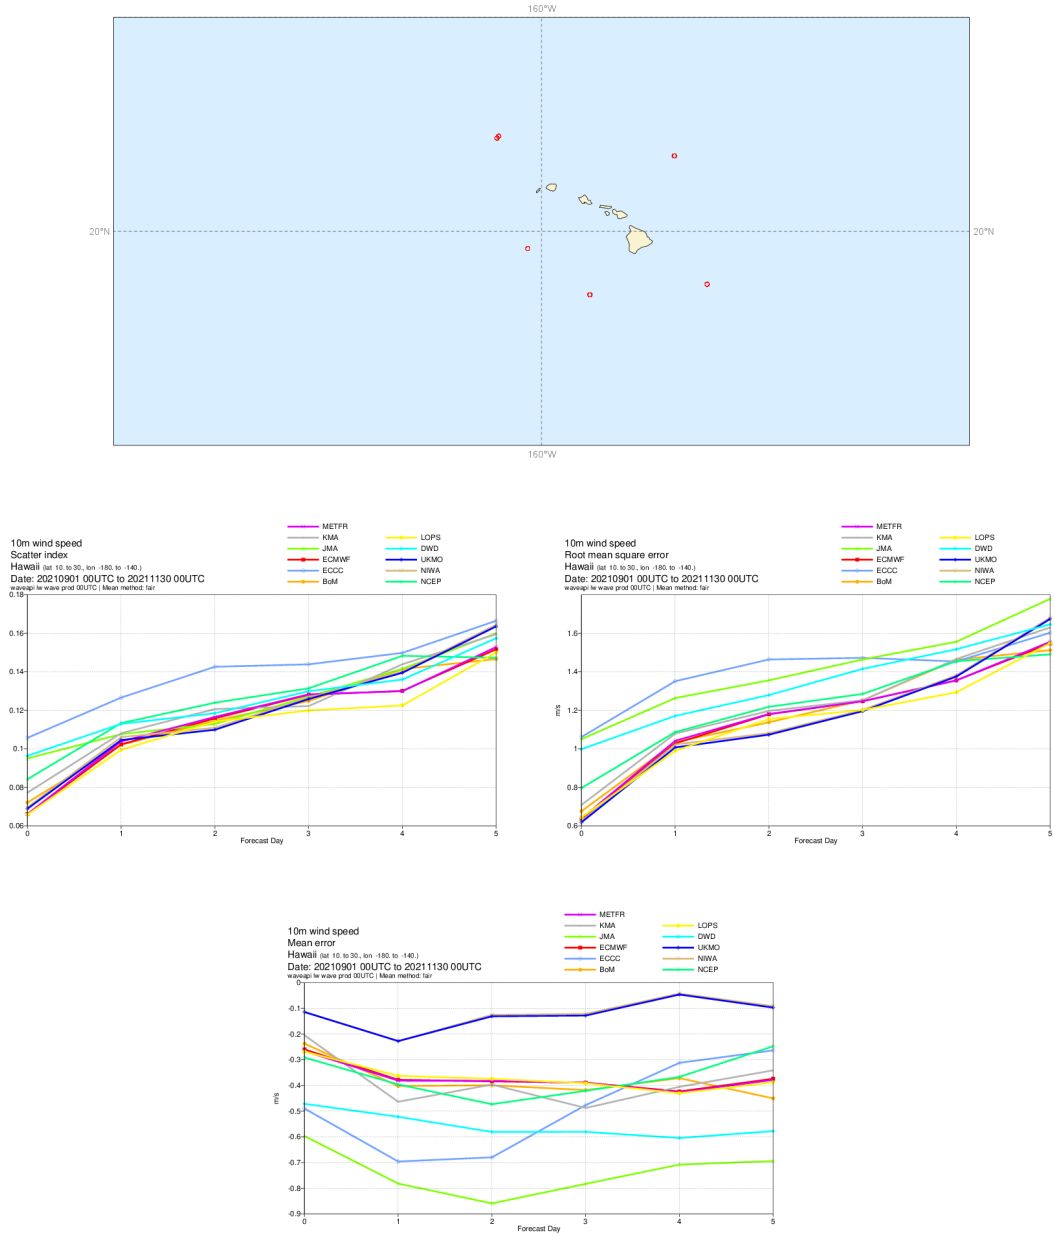 160°W
20°N 20°N
160°W
10m wind speed
Scatter index
Hawaii (lat 10. to 30., lon -180. to -140.)
Date: 20210901 00UTC to 20211130 00UTC
waveapi lw wave prod 00UTC | Mean method: fair
METFR
KMA LOPS
JMA DWD
ECMWF UKMO
ECCC NIWA
BoM NCEP
0.18
0.16
0.14
0.12
0.1
0.08
0.06
0 1 2 3 4 5
Forecast Day
10m wind speed
Root mean square error
Hawaii (lat 10. to 30., lon -180. to -140.)
Date: 20210901 00UTC to 20211130 00UTC
waveapi lw wave prod 00UTC | Mean method: fair
METFR
KMA LOPS
JMA DWD
ECMWF UKMO
ECCC NIWA
BoM NCEP
m/s
1.6
1.4
1.2
1
0.8
0.6
0 1 2 3 4 5
Forecast Day
10m wind speed
Mean error
Hawaii (lat 10. to 30., lon -180. to -140.)
Date: 20210901 00UTC to 20211130 00UTC
waveapi lw wave prod 00UTC | Mean method: fair
METFR
KMA LOPS
JMA DWD
ECMWF UKMO
ECCC NIWA
BoM NCEP
m/s
0
-0.1
-0.2
-0.3
-0.4
-0.5
-0.6
-0.7
-0.8
-0.9
0 1 2 3 4 5
Forecast Day